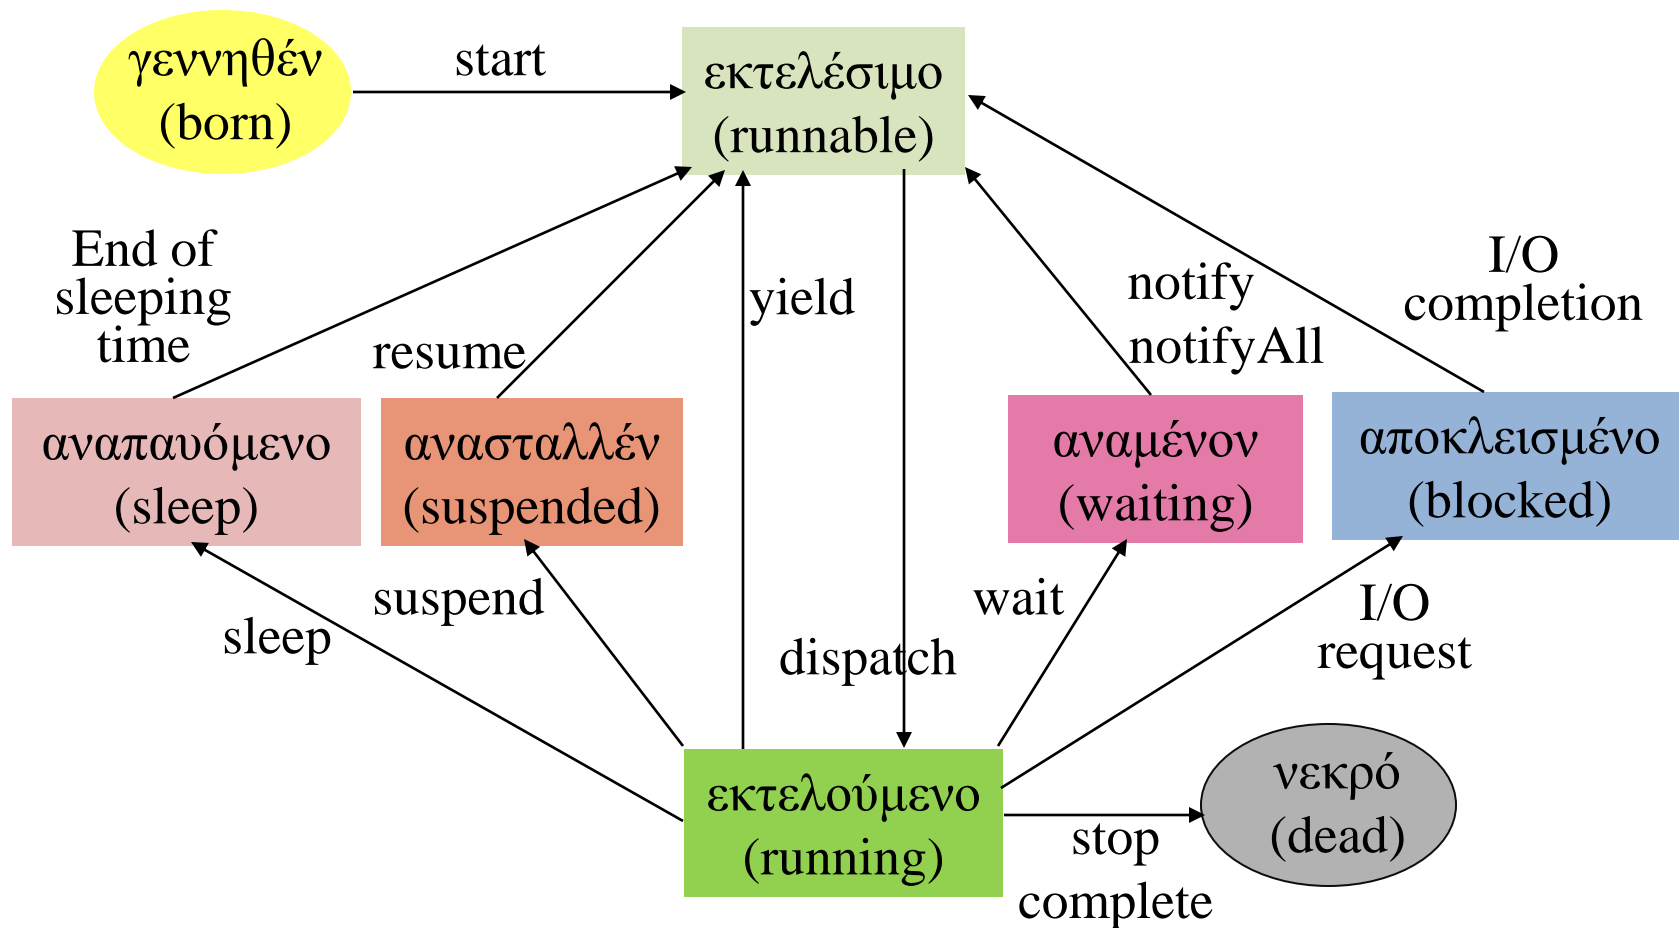 γεννηθέν
(born)
start
εκτελέσιμο
(runnable)
End of
sleeping
time
resume
yield
notify
notifyAll
I/O
completion
αναπαυόμενο
(sleep)
ανασταλλέν
(suspended)
αναμένον
(waiting)
αποκλεισμένο
(blocked)
sleep
suspend
dispatch
wait
I/O
request
εκτελούμενο
(running)
stop
complete
νεκρό
(dead)